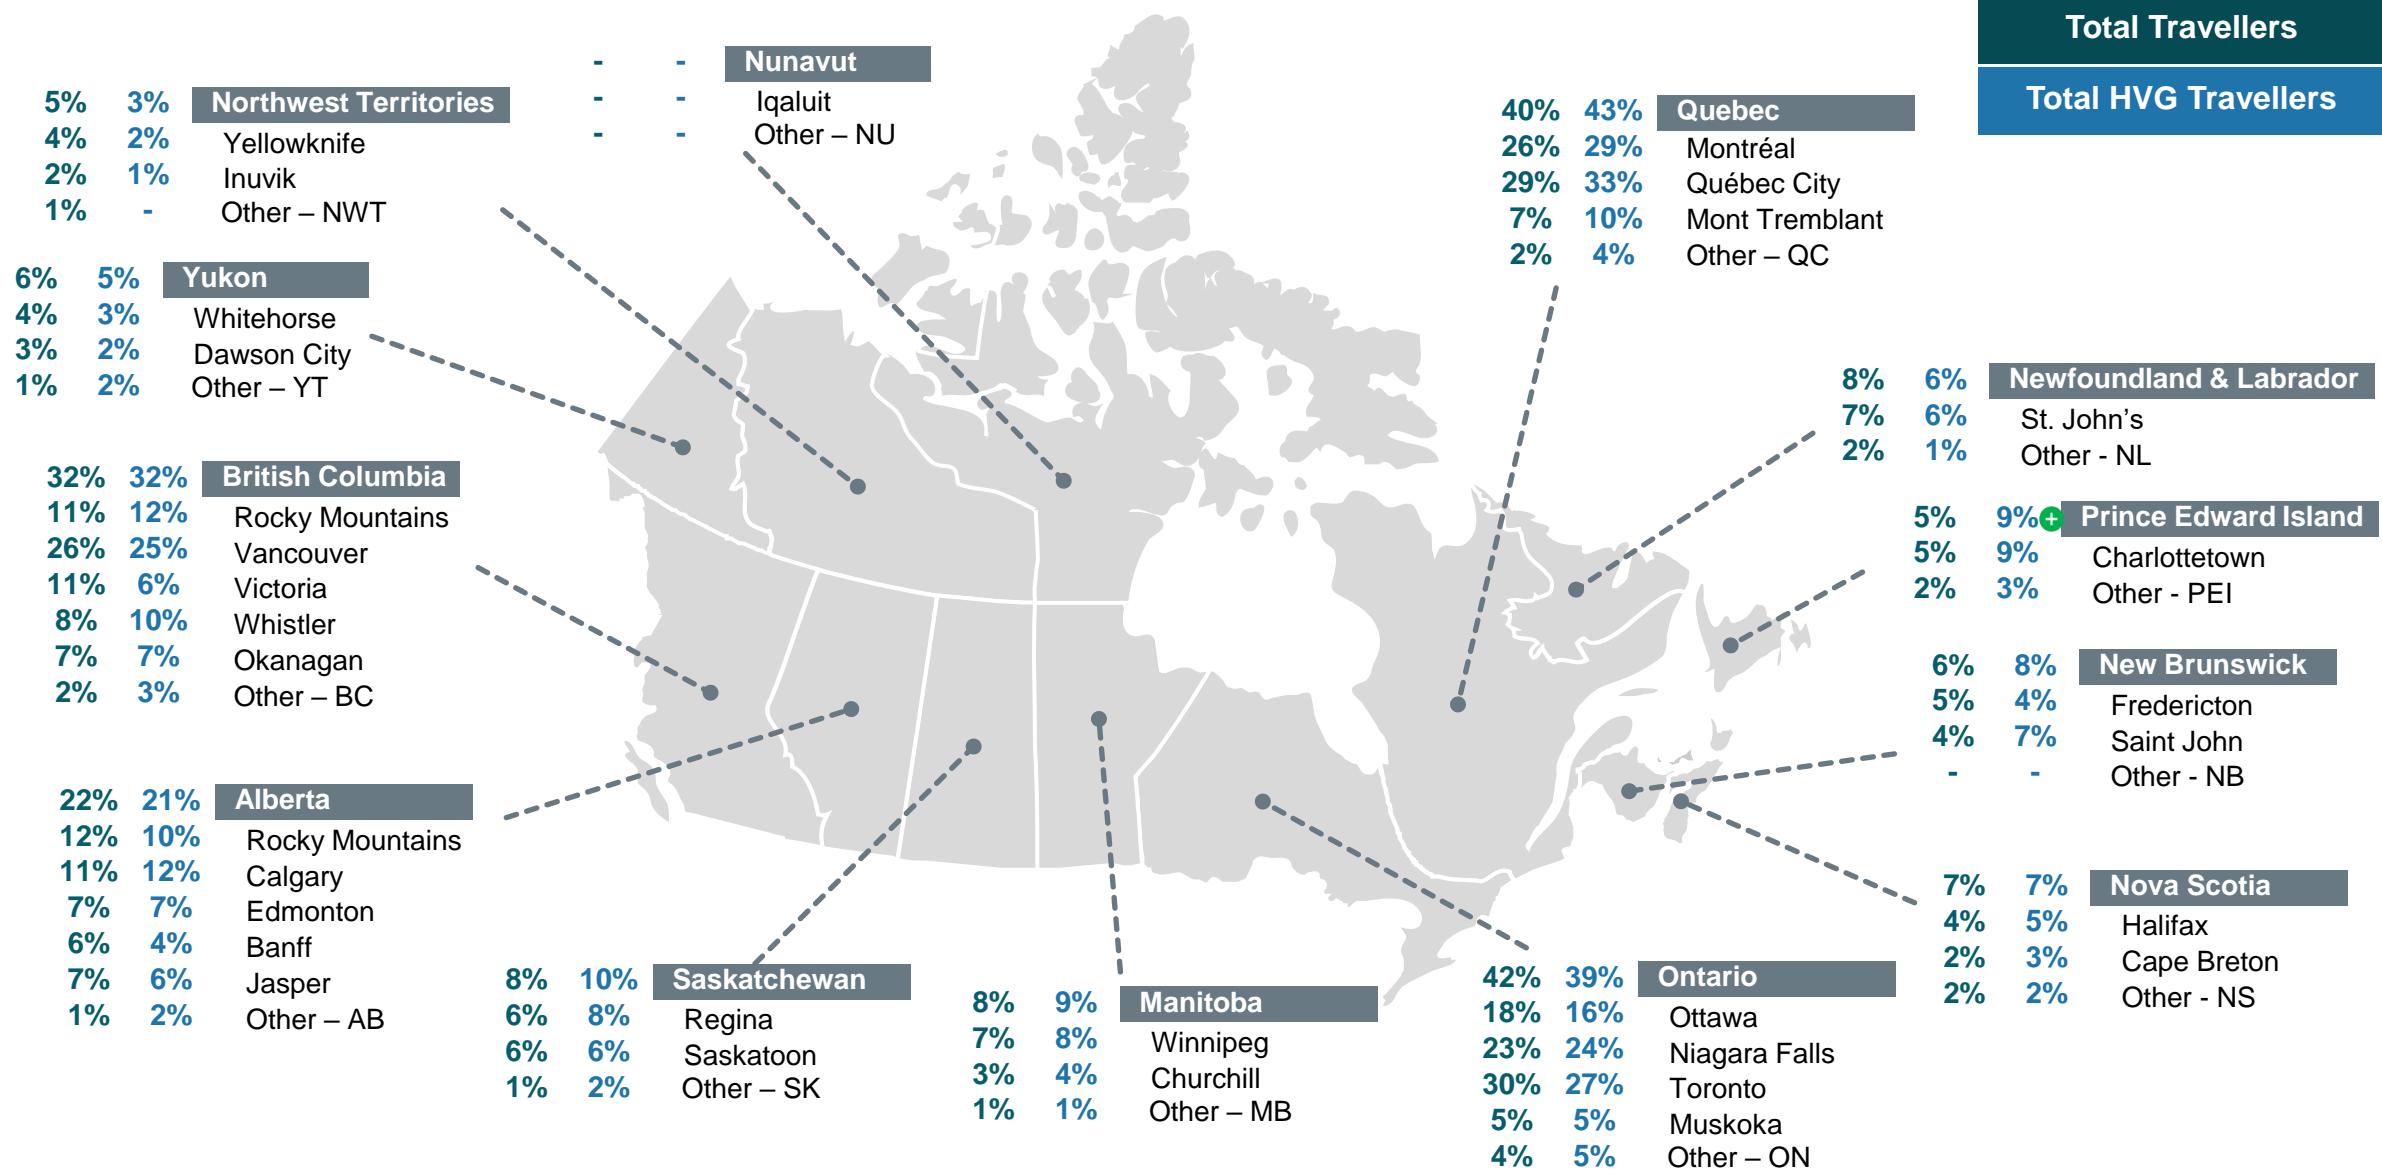 Total Travellers
Total HVG Travellers
- - Nunavut
- - Iqaluit
- - Other – NU
5% 3% Northwest Territories
4% 2% Yellowknife
2% 1% Inuvik
1% - Other – NWT
40% 43% Quebec
26% 29% Montréal
29% 33% Québec City
7% 10% Mont Tremblant
2% 4% Other – QC
6% 5% Yukon
4% 3% Whitehorse
3% 2% Dawson City
1% 2% Other – YT
8% 6% Newfoundland & Labrador
7% 6% St. John’s
2% 1% Other - NL
32% 32% British Columbia
11% 12% Rocky Mountains
26% 25% Vancouver
11% 6% Victoria
8% 10% Whistler
7% 7% Okanagan
2% 3% Other – BC
5% 9% + Prince Edward Island
5% 9% Charlottetown
2% 3% Other - PEI
6% 8% New Brunswick
5% 4% Fredericton
4% 7% Saint John
- - Other - NB
22% 21% Alberta
12% 10% Rocky Mountains
11% 12% Calgary
7% 7% Edmonton
6% 4% Banff
7% 6% Jasper
1% 2% Other – AB
7% 7% Nova Scotia
4% 5% Halifax
2% 3% Cape Breton
2% 2% Other - NS
8% 10% Saskatchewan
6% 8% Regina
6% 6% Saskatoon
1% 2% Other – SK
8% 9% Manitoba
7% 8% Winnipeg
3% 4% Churchill
1% 1% Other – MB
42% 39% Ontario
18% 16% Ottawa
23% 24% Niagara Falls
30% 27% Toronto
5% 5% Muskoka
4% 5% Other – ON